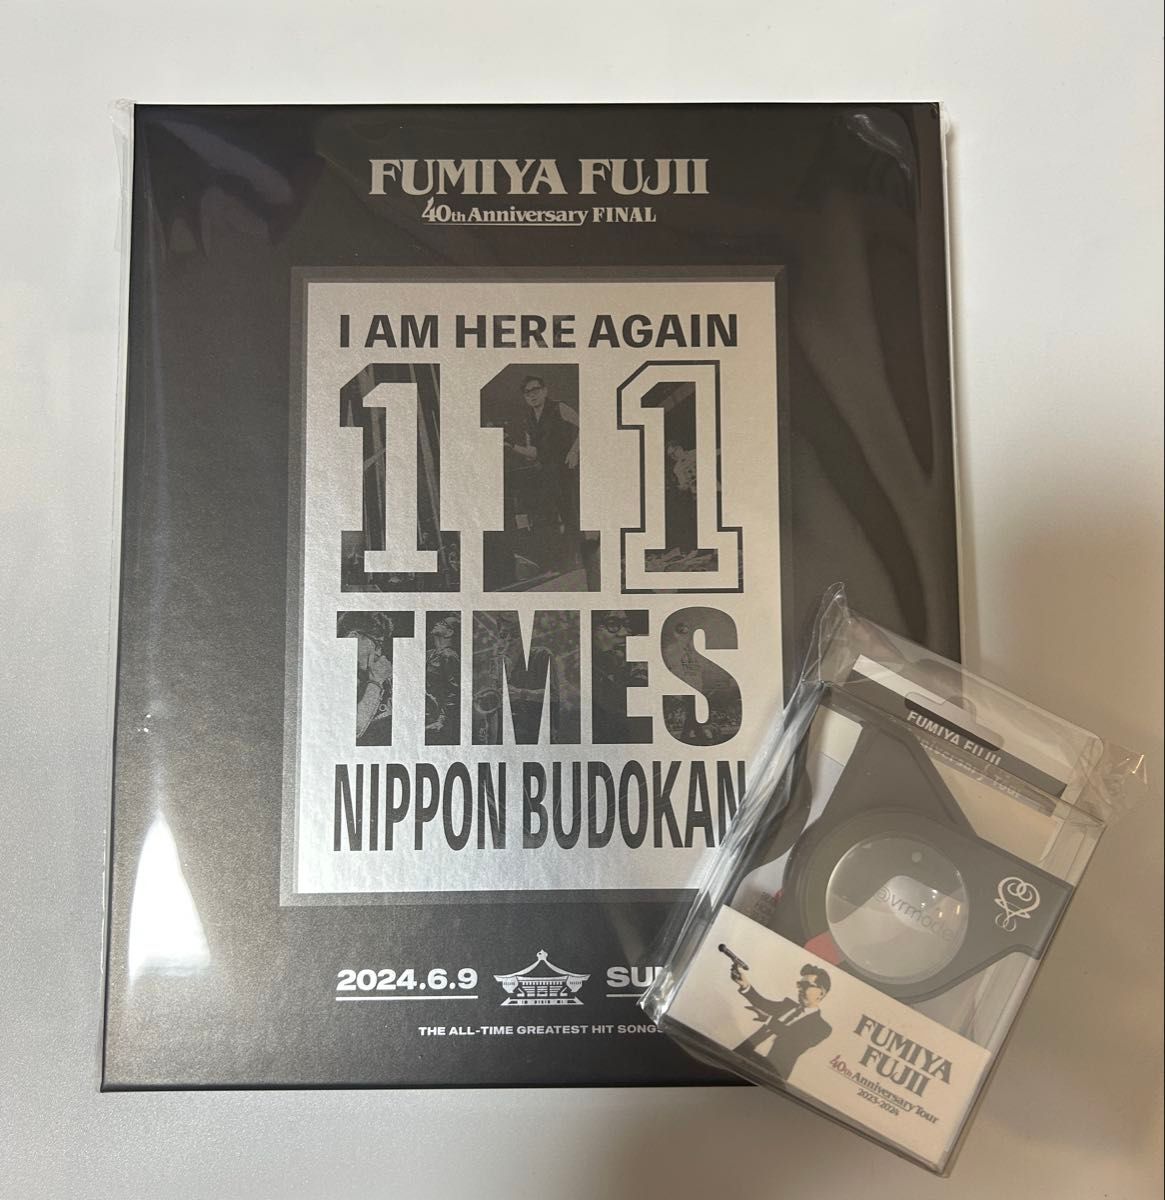 FUMIYA FUJII
40th Anniversary FINAL
I AM HERE AGAIN
111
TIMES
NIPPON BUDOKAN
2024.6.9
THE ALL-TIME GREATEST HIT SONGS
FUMIYA FUJII
@vrmode
FUMIYA
FUJII
40th Anniversary Tour
2023-2024